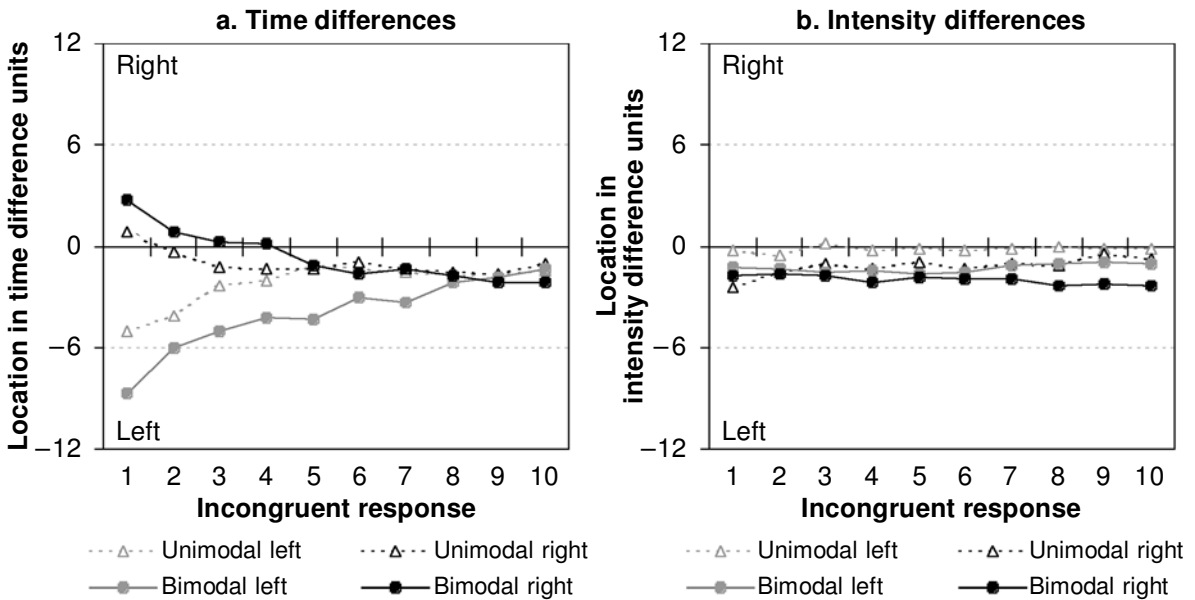 a. Time differences
12
6
0
−6
−12
Location in time difference units
Right
Left
1 2 3 4 5 6 7 8 9 10
Incongruent response
Unimodal left
Unimodal right
Bimodal left
Bimodal right
b. Intensity differences
12
6
0
−6
−12
Location in
intensity difference units
Right
Left
1 2 3 4 5 6 7 8 9 10
Incongruent response
Unimodal left
Unimodal right
Bimodal left
Bimodal right